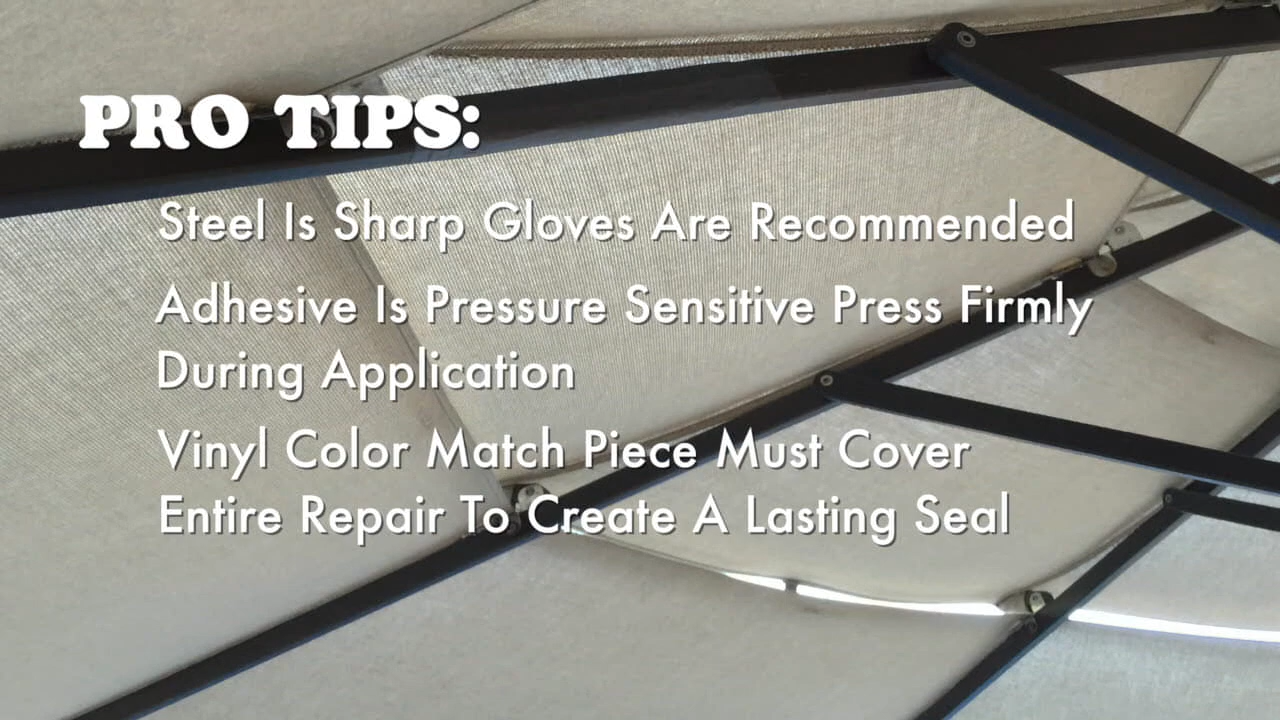 PRO TIPS:
Steel Is Sharp Gloves Are Recommended
Adhesive Is Pressure Sensitive Press Firmly
During Application
Vinyl Color Match Piece Must Cover
Entire Repair To Create A Lasting Seal